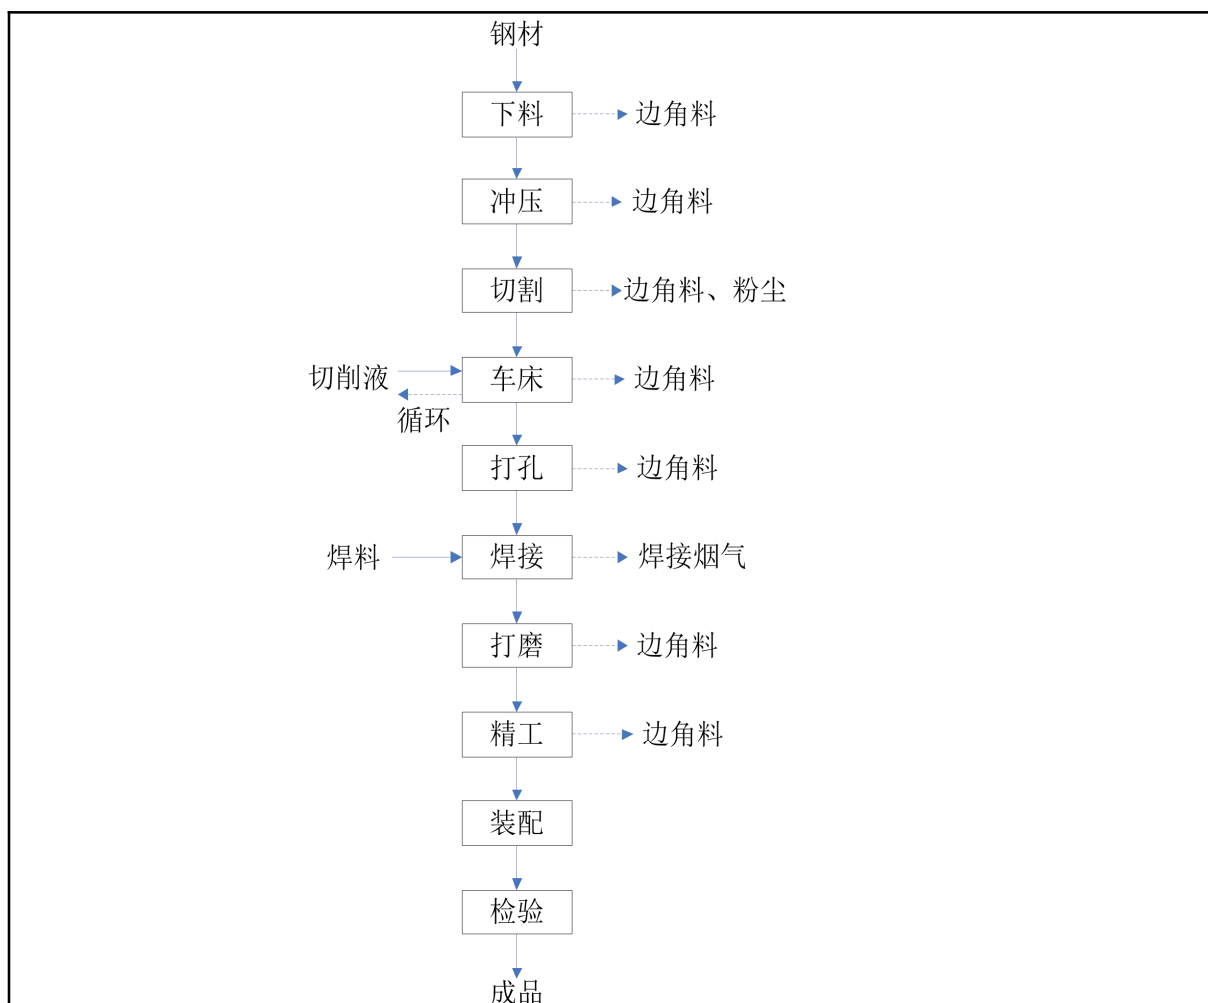 钢材
下料
边角料
冲压
边角料
切割
边角料、粉尘
切削液
车床
边角料
循环
打孔
边角料
焊料
焊接
焊接烟气
打磨
边角料
精工
边角料
装配
检验
成品